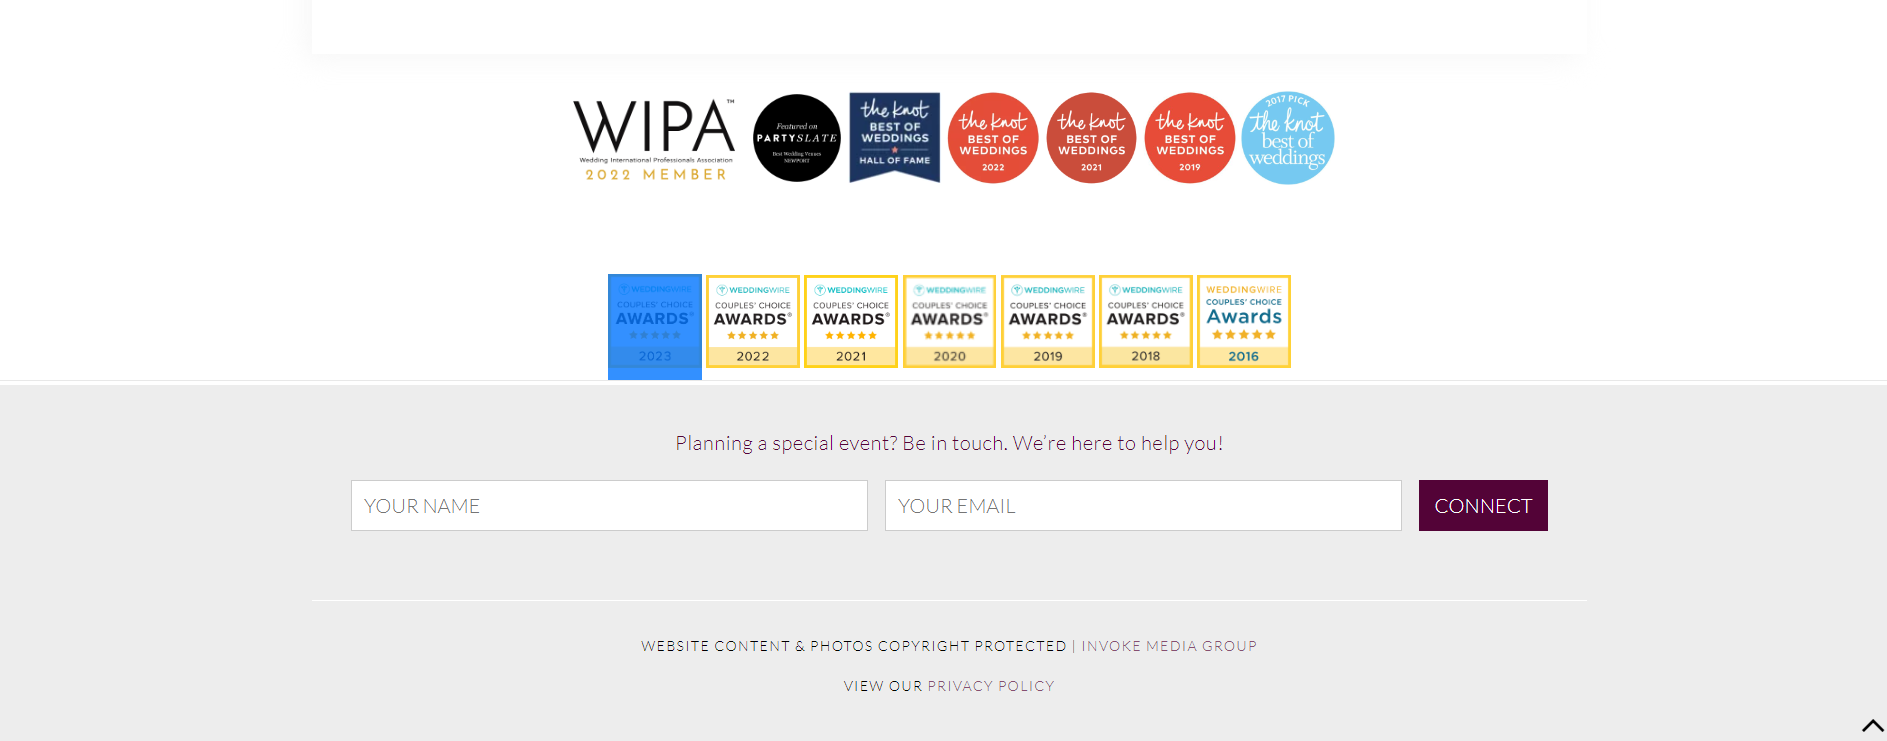 WIPA™
Wedding International Professionals Association
2022 MEMBER
Featured on
PARTYSLATE
Best Wedding Venues
NEWPORT
the knot
BEST OF
WEDDINGS
HALL OF FAME
the knot
BEST OF
WEDDINGS
2022
the knot
BEST OF
WEDDINGS
2021
the knot
BEST OF
WEDDINGS
2019
2017 PICK
the knot
best of
weddings
WEDDINGWIRE
COUPLES' CHOICE
AWARDS®
2023
WEDDINGWIRE
COUPLES' CHOICE
AWARDS®
2022
WEDDINGWIRE
COUPLES' CHOICE
AWARDS®
2021
WEDDINGWIRE
COUPLES' CHOICE
AWARDS®
2020
WEDDINGWIRE
COUPLES' CHOICE
AWARDS®
2019
WEDDINGWIRE
COUPLES' CHOICE
AWARDS®
2018
WEDDINGWIRE
COUPLES' CHOICE
Awards
2016
Planning a special event? Be in touch. We’re here to help you!
YOUR NAME
YOUR EMAIL
CONNECT
WEBSITE CONTENT & PHOTOS COPYRIGHT PROTECTED | INVOKE MEDIA GROUP
VIEW OUR PRIVACY POLICY